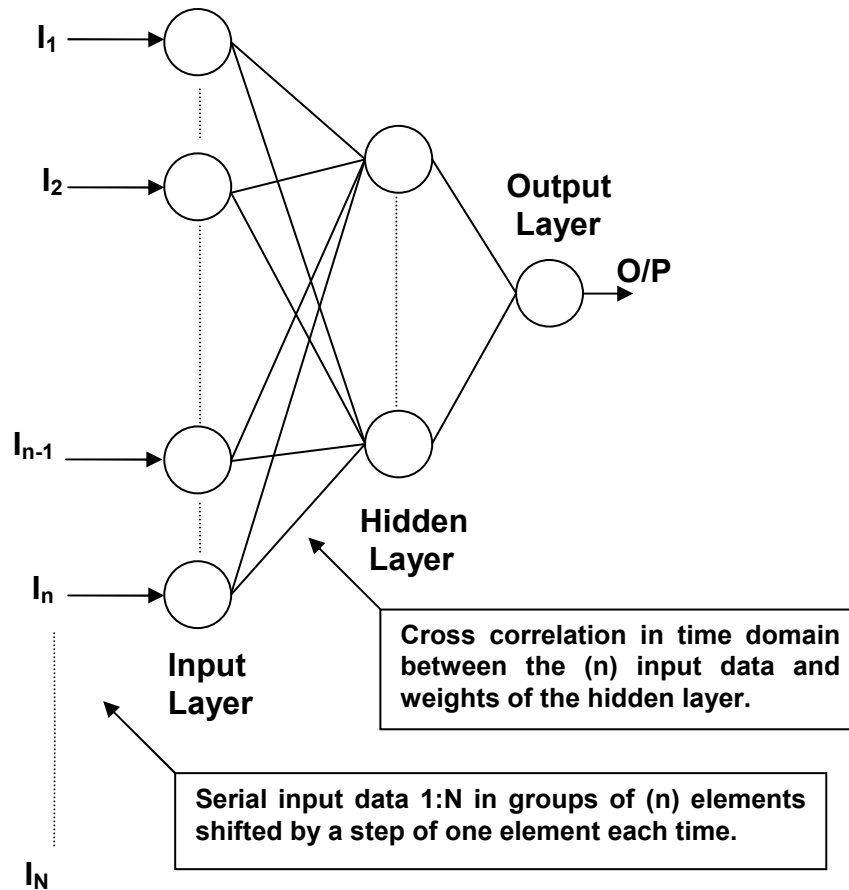 I1
I2
Output
Layer
O/P
In-1
Hidden
Layer
In
Cross correlation in time domain
between the (n) input data and
weights of the hidden layer.
Input
Layer
Serial input data 1:N in groups of (n) elements
shifted by a step of one element each time.
IN